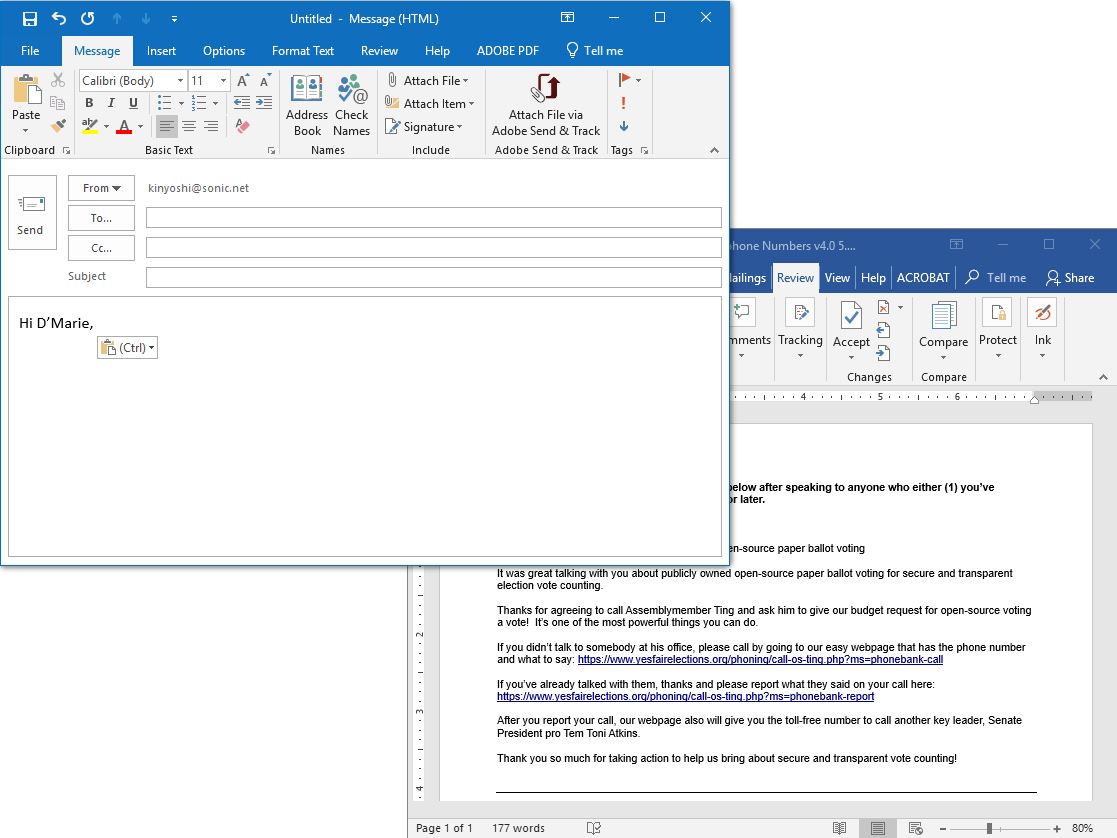 Untitled - Message (HTML)
File Message Insert Options Format Text Review Help ADOBE PDF Tell me
Calibri (Body) 11 A A
Paste
B I U
ab A A
Address Book
Check Names
Attach File
Attach Item
Signature
Attach File via
Adobe Send & Track
Clipboard Basic Text Names Include Adobe Send & Track Tags
Send
From kinyoshi@sonic.net
To...
Cc...
Subject
Hi D’Marie,
(Ctrl)
phone Numbers v4.0 5....
ailings Review View Help ACROBAT Tell me Share
mments Tracking Accept Compare Protect Ink
Changes Compare
4 5 6
below after speaking to anyone who either (1) you’ve
or later.
en-source paper ballot voting
It was great talking with you about publicly owned open-source paper ballot voting for secure and transparent
election vote counting.
Thanks for agreeing to call Assemblymember Ting and ask him to give our budget request for open-source voting
a vote! It’s one of the most powerful things you can do.
If you didn’t talk to somebody at his office, please call by going to our easy webpage that has the phone number
and what to say: https://www.yesfairelections.org/phoning/call-os-ting.php?ms=phonebank-call
If you’ve already talked with them, thanks and please report what they said on your call here:
https://www.yesfairelections.org/phoning/call-os-ting.php?ms=phonebank-report
After you report your call, our webpage also will give you the toll-free number to call another key leader, Senate
President pro Tem Toni Atkins.
Thank you so much for taking action to help us bring about secure and transparent vote counting!
2
3
4
Page 1 of 1 177 words 80%